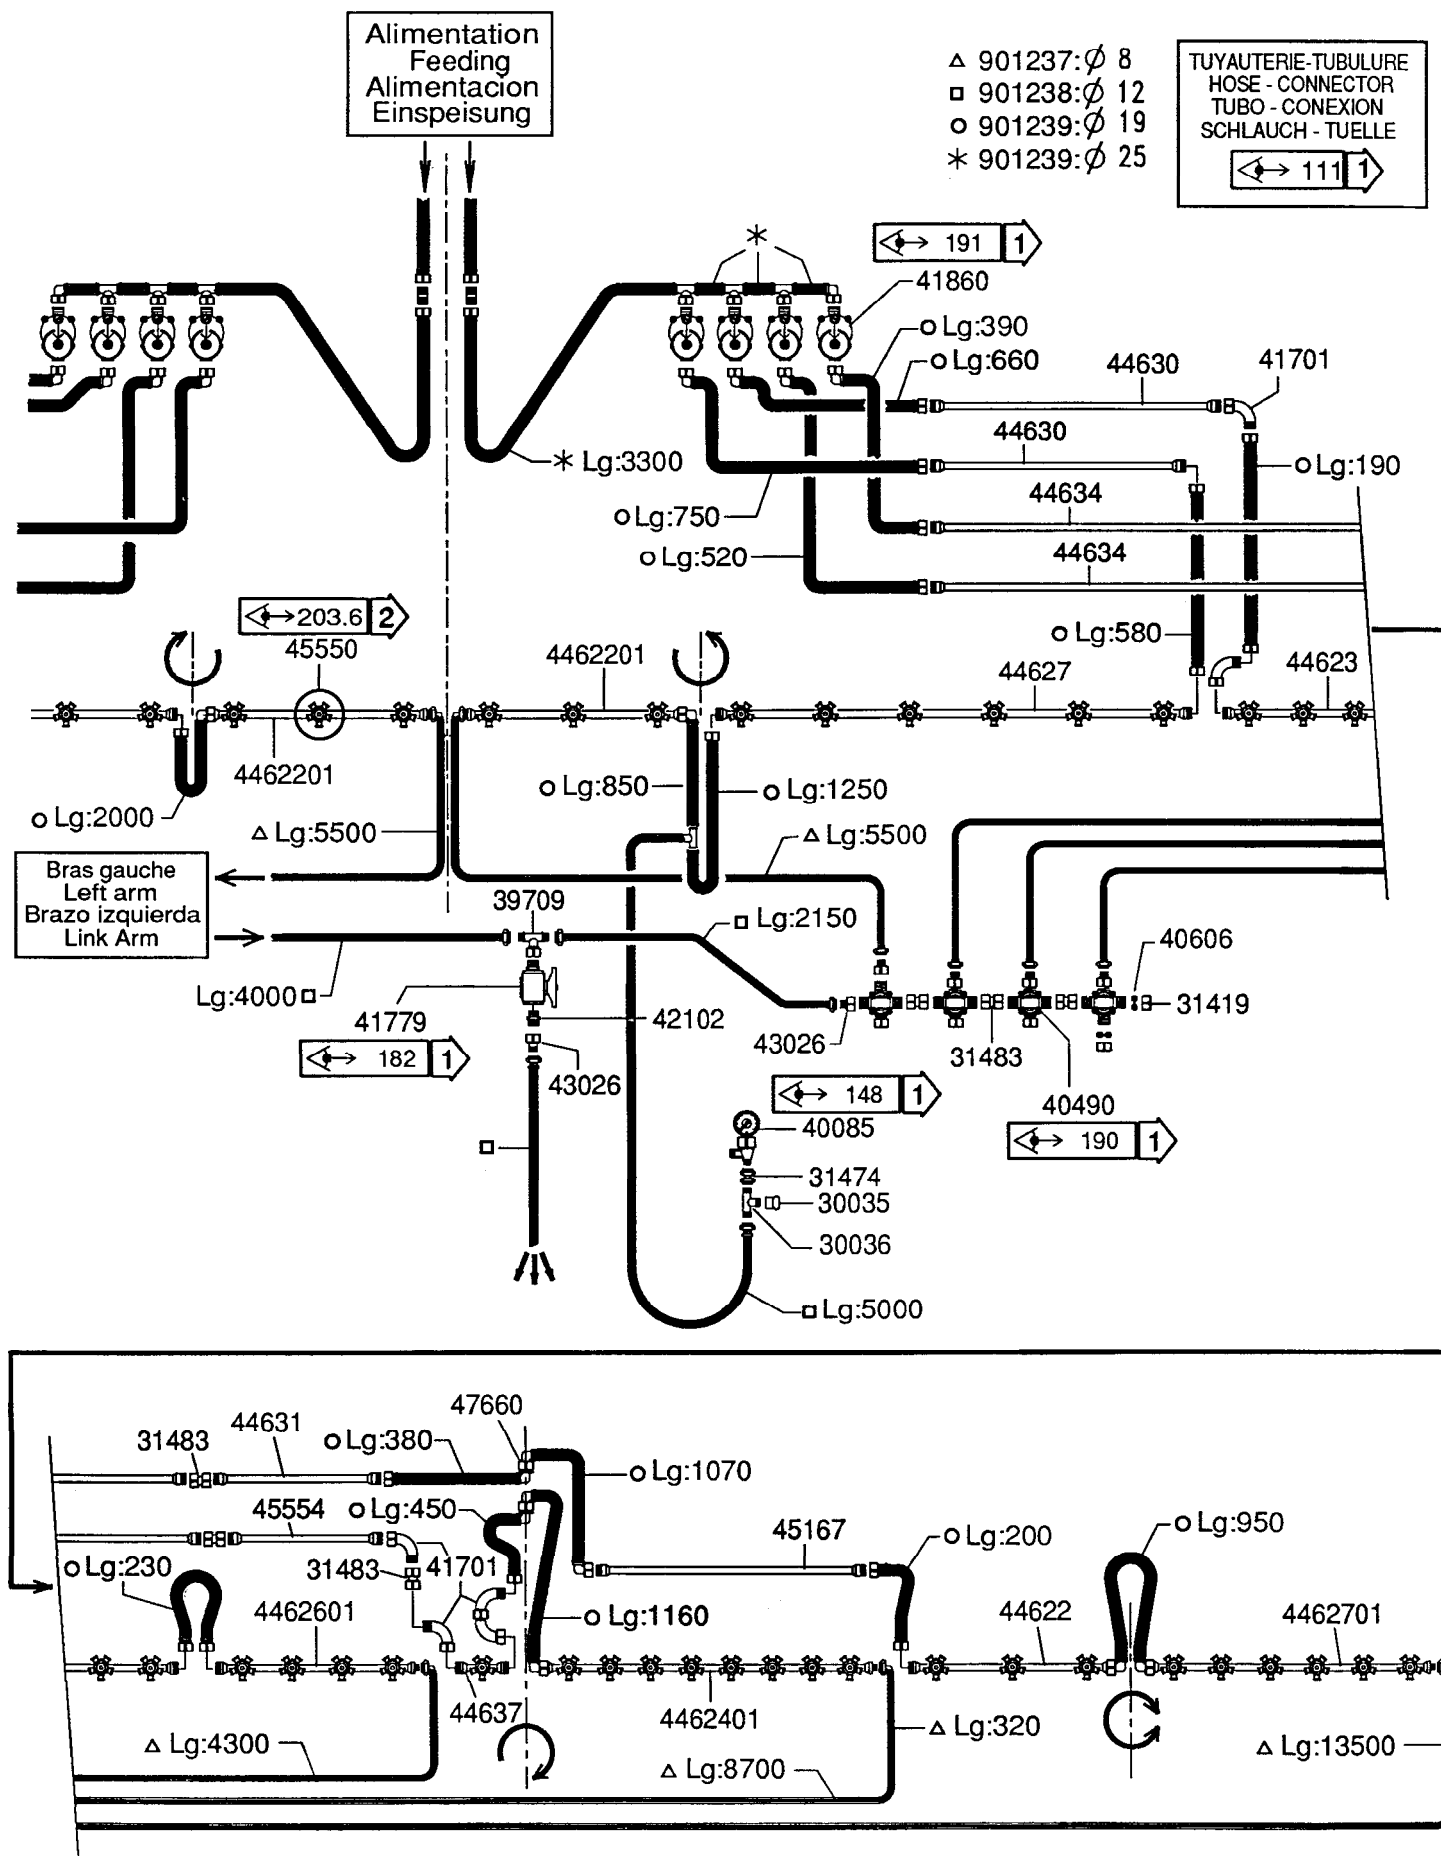 Alimentation
Feeding
Alimentacion
Einspeisung
△ 901237:∅ 8
□ 901238:∅ 12
○ 901239:∅ 19
* 901239:∅ 25
TUYAUTERIE-TUBULURE
HOSE - CONNECTOR
TUBO - CONEXION
SCHLAUCH - TUELLE
111 1
*
191 1
41860
○ Lg:390
○ Lg:660
44630
41701
* Lg:3300
44630
○ Lg:190
○ Lg:750
44634
○ Lg:520
44634
203.6 2
45550
4462201
○ Lg:580
44627
44623
4462201
○ Lg:850
○ Lg:1250
○ Lg:2000
△ Lg:5500
△ Lg:5500
Bras gauche
Left arm
Brazo izquierda
Link Arm
39709
□ Lg:2150
40606
Lg:4000 □
41779
42102
43026
31419
31483
182 1
43026
148 1
40490
40085
190 1
□
31474
30035
30036
□ Lg:5000
47660
44631
31483
○ Lg:380
○ Lg:1070
45554
○ Lg:450
45167
○ Lg:200
○ Lg:950
○ Lg:230
31483
41701
4462601
○ Lg:1160
44622
4462701
44637
4462401
△ Lg:320
△ Lg:4300
△ Lg:8700
△ Lg:13500